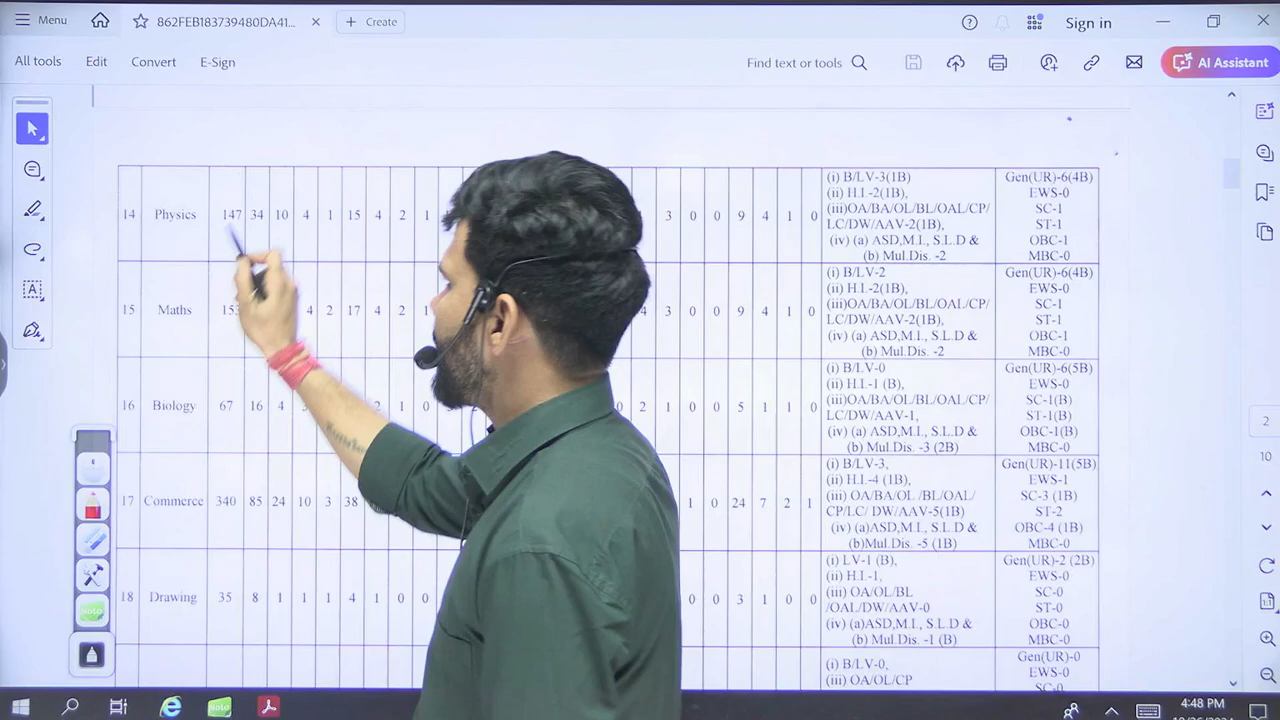 Menu 862FEB183739480DA41... Create Sign in
All tools Edit Convert E-Sign Find text or tools AI Assistant
14 Physics 147 34 10 4 1 15 4 2 1 3 0 0 9 4 1 0
(i) B/LV-3(1B)
(ii) H.I.-2(1B),
(iii)OA/BA/OL/BL/OAL/CP/
LC/DW/AAV-2(1B),
(iv) (a) ASD,M.I., S.L.D &
(b) Mul.Dis. -2
Gen(UR)-6(4B)
EWS-0
SC-1
ST-1
OBC-1
MBC-0
15 Maths 153 4 2 17 4 2 1 4 3 0 0 9 4 1 0
(i) B/LV-2
(ii) H.I.-2(1B),
(iii)OA/BA/OL/BL/OAL/CP/
LC/DW/AAV-2(1B),
(iv) (a) ASD,M.I., S.L.D &
(b) Mul.Dis. -2
Gen(UR)-6(4B)
EWS-0
SC-1
ST-1
OBC-1
MBC-0
16 Biology 67 16 4 2 1 0 0 2 1 0 0 5 1 1 0
(i) B/LV-0
(ii) H.I.-1 (B),
(iii)OA/BA/OL/BL/OAL/CP/
LC/DW/AAV-1,
(iv) (a) ASD,M.I., S.L.D &
(b) Mul.Dis. -3 (2B)
Gen(UR)-6(5B)
EWS-0
SC-1(B)
ST-1(B)
OBC-1(B)
MBC-0
17 Commerce 340 85 24 10 3 38 1 0 24 7 2 1
(i) B/LV-3,
(ii) H.I.-4 (1B),
(iii) OA/BA/OL /BL/OAL/
CP/LC/ DW/AAV-5(1B)
(iv) (a)ASD,M.I., S.L.D &
(b)Mul.Dis. -5 (1B)
Gen(UR)-11(5B)
EWS-1
SC-3 (1B)
ST-2
OBC-4 (1B)
MBC-0
18 Drawing 35 8 1 1 1 4 1 0 0 0 0 3 1 0 0
(i) LV-1 (B),
(ii) H.I.-1,
(iii) OA/OL/BL
/OAL/DW/AAV-0
(iv) (a)ASD,M.I., S.L.D &
(b) Mul.Dis. -1 (B)
Gen(UR)-2 (2B)
EWS-0
SC-0
ST-0
OBC-0
MBC-0
(i) B/LV-0,
(iii) OA/OL/CP
Gen(UR)-0
EWS-0
SC-0
2
10
4:48 PM